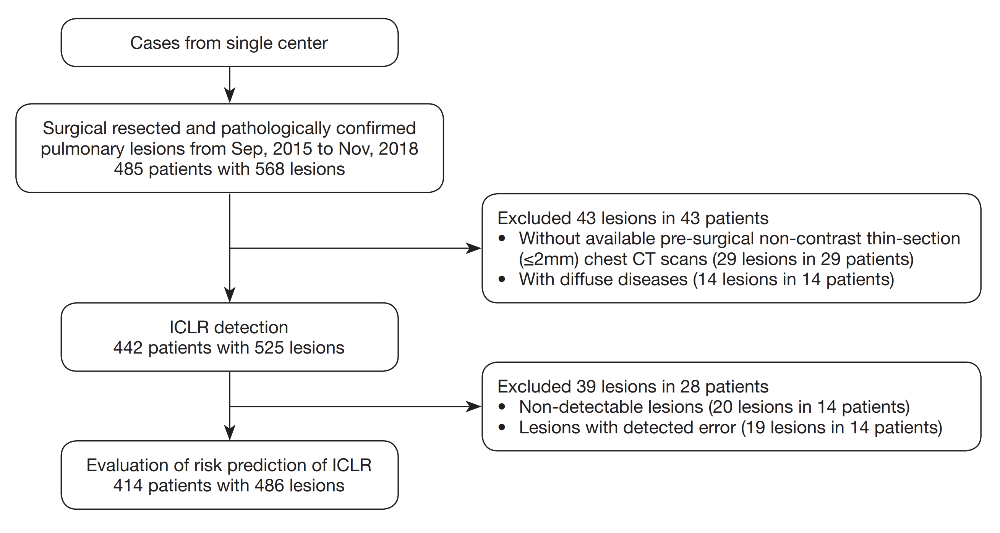 Cases from single center
Surgical resected and pathologically confirmed
pulmonary lesions from Sep, 2015 to Nov, 2018
485 patients with 568 lesions
Excluded 43 lesions in 43 patients
• Without available pre-surgical non-contrast thin-section
(≤2mm) chest CT scans (29 lesions in 29 patients)
• With diffuse diseases (14 lesions in 14 patients)
ICLR detection
442 patients with 525 lesions
Excluded 39 lesions in 28 patients
• Non-detectable lesions (20 lesions in 14 patients)
• Lesions with detected error (19 lesions in 14 patients)
Evaluation of risk prediction of ICLR
414 patients with 486 lesions